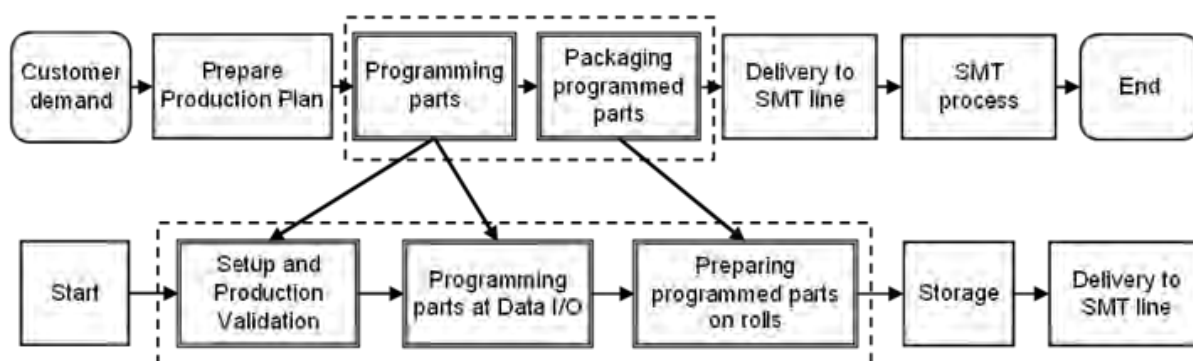 Customer
demand
Prepare
Production Plan
Programming
parts
Packaging
programmed
parts
Delivery to
SMT line
SMT
process
End
Start
Setup and
Production
Validation
Programming
parts at Data I/O
Preparing
programmed parts
on rolls
Storage
Delivery to
SMT line